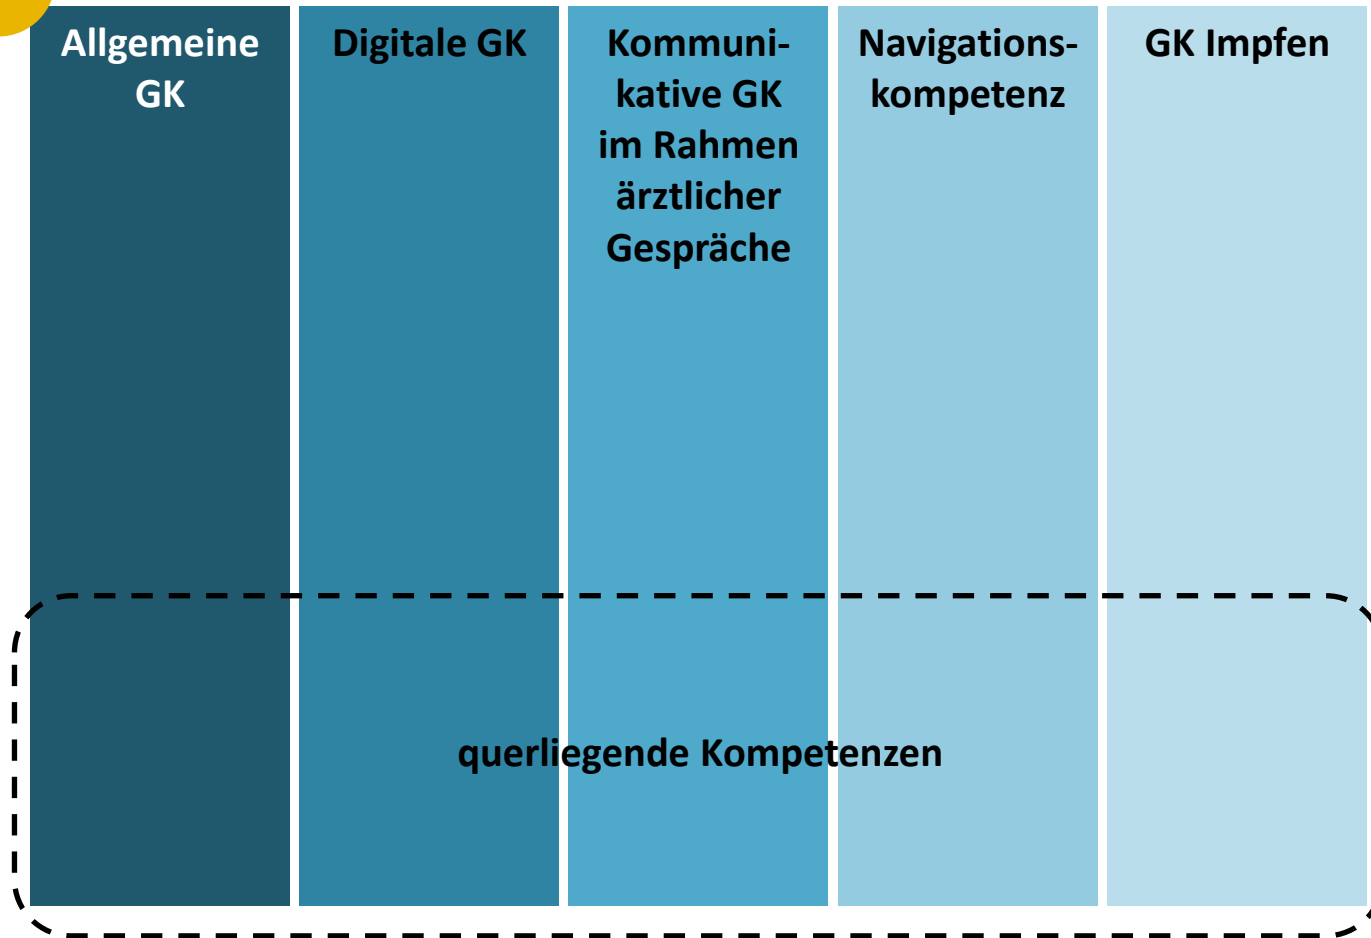 Allgemeine
GK
Digitale GK
Kommuni-
kative GK
im Rahmen
ärztlicher
Gespräche
Navigations-
kompetenz
GK Impfen
querliegende Kompetenzen